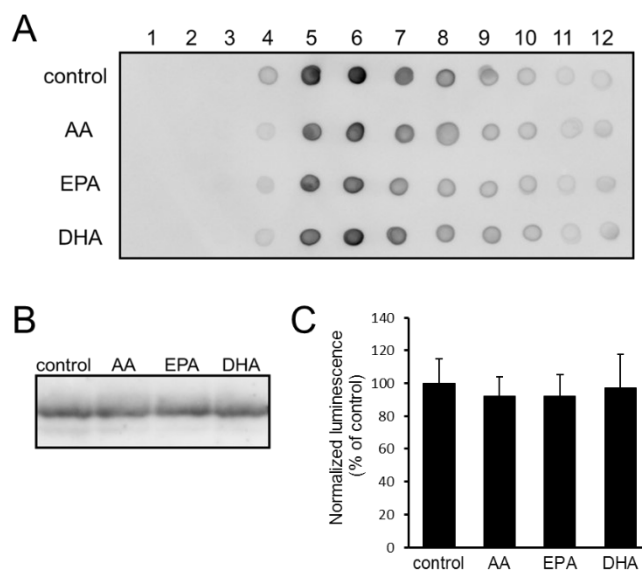 A
1 2 3 4 5 6 7 8 9 10 11 12
control
AA
EPA
DHA
B
control AA EPA DHA
C
Normalized luminescence
(% of control)
140
120
100
80
60
40
20
0
control AA EPA DHA